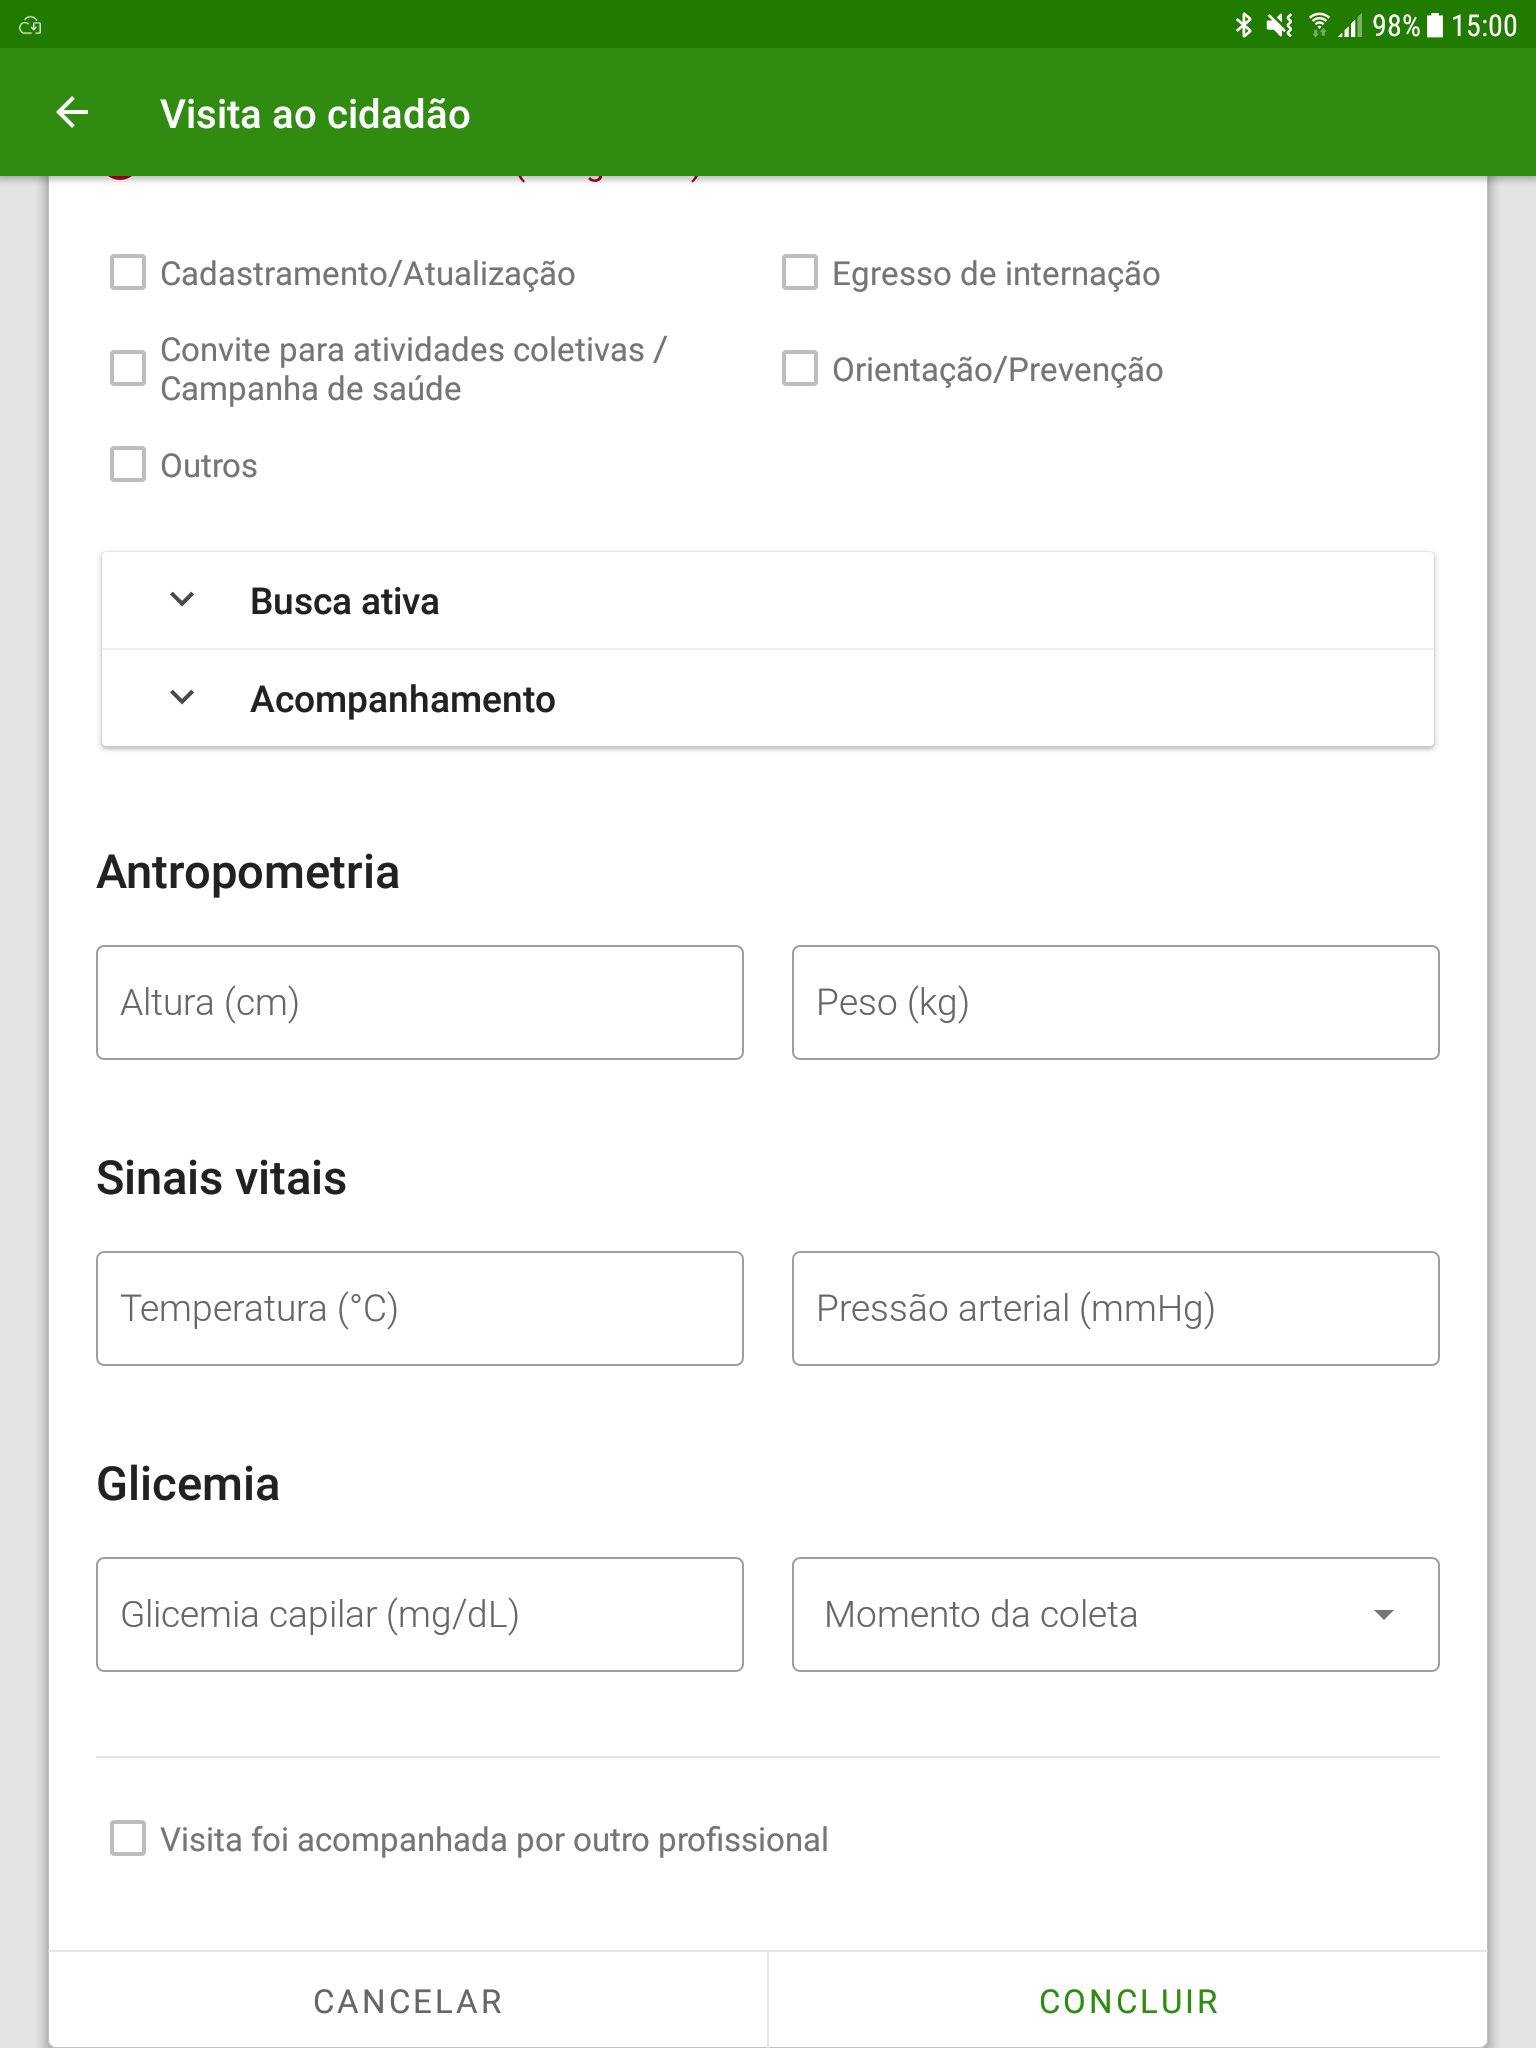 98% 15:00
Visita ao cidadão
Cadastramento/Atualização
Egresso de internação
Convite para atividades coletivas /
Campanha de saúde
Orientação/Prevenção
Outros
Busca ativa
Acompanhamento
Antropometria
Altura (cm)
Peso (kg)
Sinais vitais
Temperatura (°C)
Pressão arterial (mmHg)
Glicemia
Glicemia capilar (mg/dL)
Momento da coleta
Visita foi acompanhada por outro profissional
CANCELAR
CONCLUIR